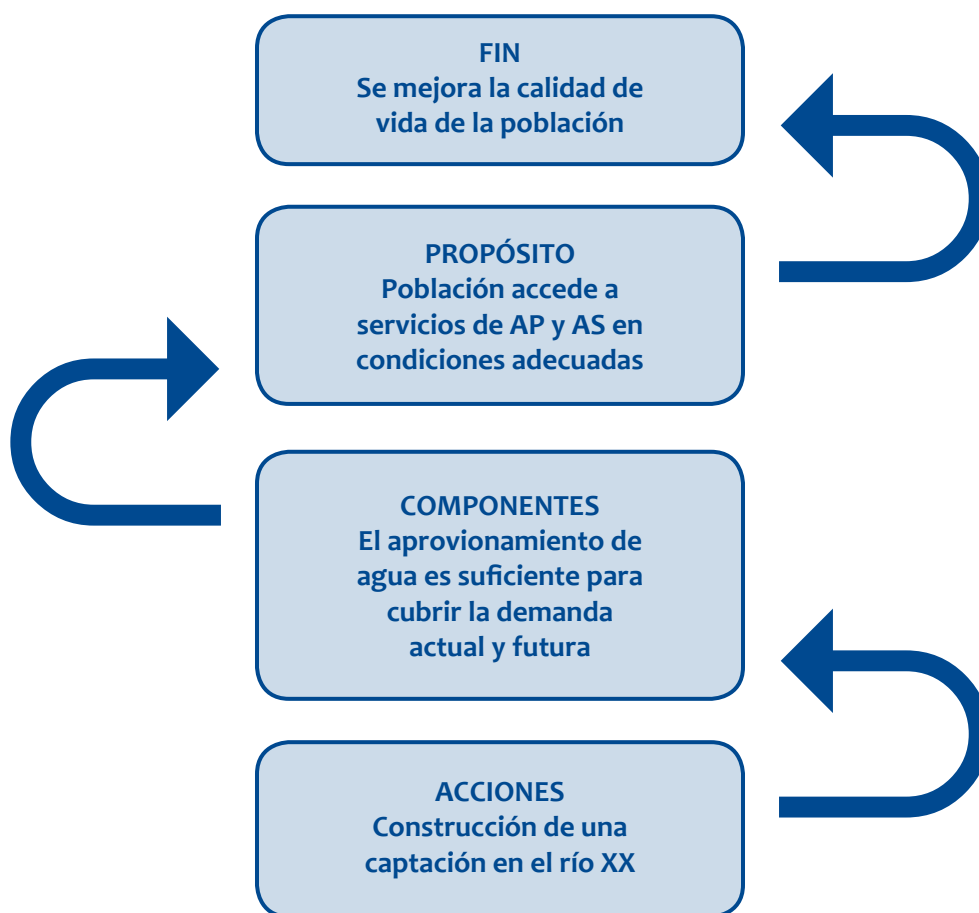 FIN
Se mejora la calidad de
vida de la población
PROPÓSITO
Población accede a
servicios de AP y AS en
condiciones adecuadas
COMPONENTES
El aprovionamiento de
agua es suficiente para
cubrir la demanda
actual y futura
ACCIONES
Construcción de una
captación en el río XX